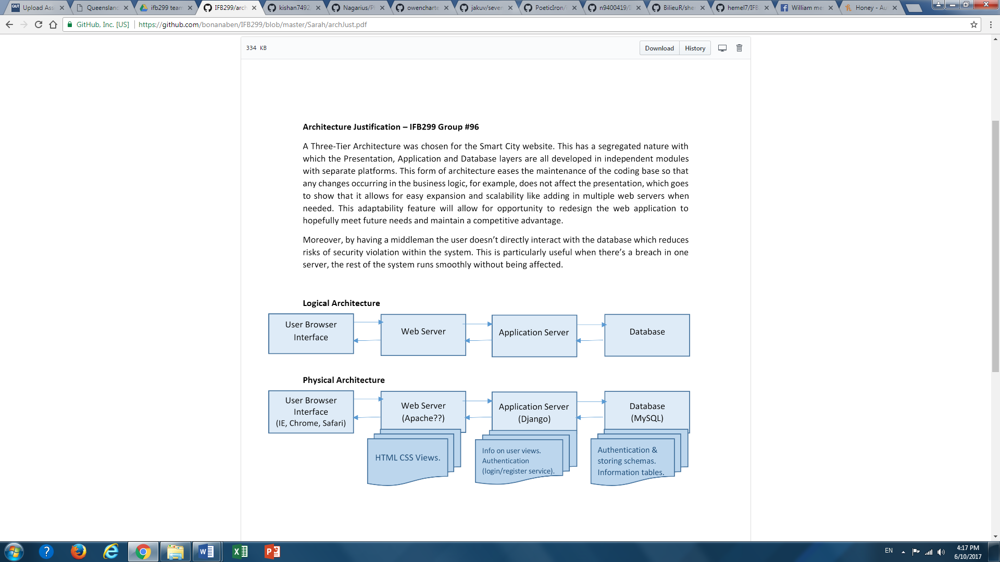 Upload Ass
Queensland
ifb299 team
IFB299/arch
kishan7492
Nagarius/P
owencharte
jakuv/seven
PoeticIron/
n9400419/I
BilieuR/she
hemel7/IFB
William me
Honey - Au
GitHub, Inc. [US]
https://github.com/bonanaben/IFB299/blob/master/Sarah/archJust.pdf
334 KB
Download
History
Architecture Justification – IFB299 Group #96
A Three-Tier Architecture was chosen for the Smart City website. This has a segregated nature with
which the Presentation, Application and Database layers are all developed in independent modules
with separate platforms. This form of architecture eases the maintenance of the coding base so that
any changes occurring in the business logic, for example, does not affect the presentation, which goes
to show that it allows for easy expansion and scalability like adding in multiple web servers when
needed. This adaptability feature will allow for opportunity to redesign the web application to
hopefully meet future needs and maintain a competitive advantage.
Moreover, by having a middleman the user doesn’t directly interact with the database which reduces
risks of security violation within the system. This is particularly useful when there’s a breach in one
server, the rest of the system runs smoothly without being affected.
Logical Architecture
User Browser
Interface
Web Server
Application Server
Database
Physical Architecture
User Browser
Interface
(IE, Chrome, Safari)
Web Server
(Apache??)
Application Server
(Django)
Database
(MySQL)
HTML CSS Views.
Info on user views.
Authentication
(login/register service).
Authentication &
storing schemas.
Information tables.
EN
4:17 PM
6/10/2017